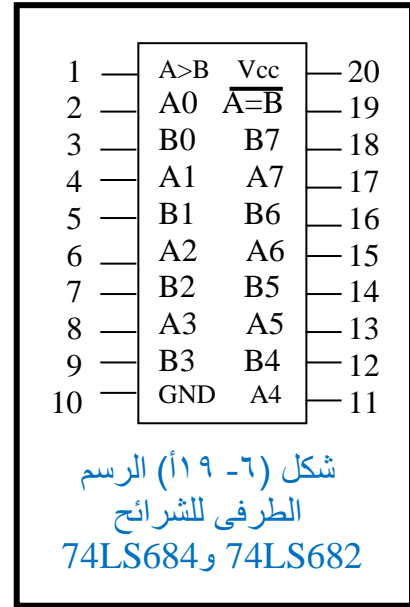 1 A>B Vcc 20
2 A0 A=B 19
3 B0 B7 18
4 A1 A7 17
5 B1 B6 16
6 A2 A6 15
7 B2 B5 14
8 A3 A5 13
9 B3 B4 12
10 GND A4 11
شكل (٦- ١٩أ) الرسم
الطرفى للشرائح
74LS682 و74LS684